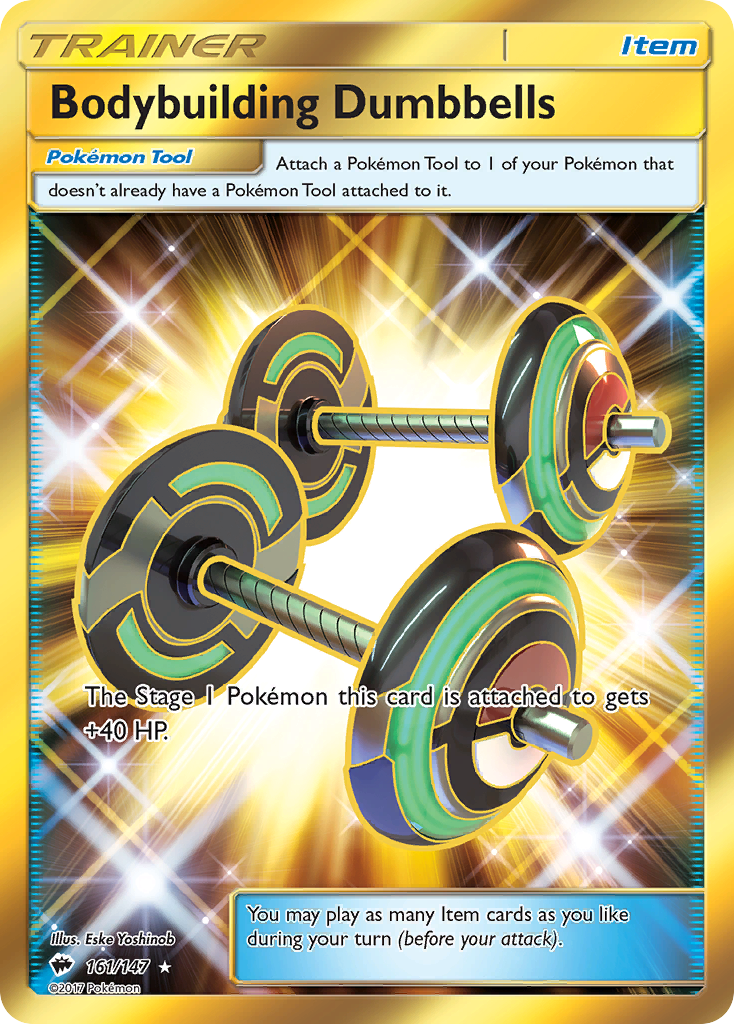 TRAINER
Item
Bodybuilding Dumbbells
Pokémon Tool
Attach a Pokémon Tool to 1 of your Pokémon that
doesn't already have a Pokémon Tool attached to it.
The Stage 1 Pokémon this card is attached to gets
+40 HP.
You may play as many Item cards as you like
during your turn (before your attack).
Illus. Eske Yoshinob
161/147 ★
©2017 Pokémon